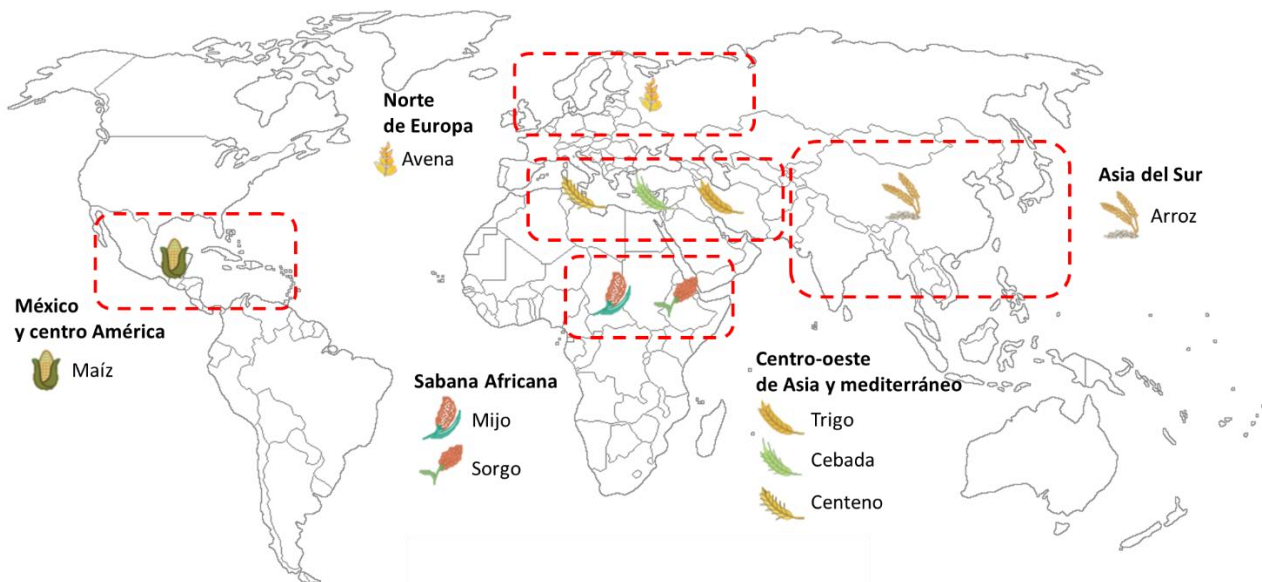 Norte
de Europa
Avena
Asia del Sur
Arroz
México
y centro América
Maíz
Sabana Africana
Mijo
Sorgo
Centro-oeste
de Asia y mediterráneo
Trigo
Cebada
Centeno